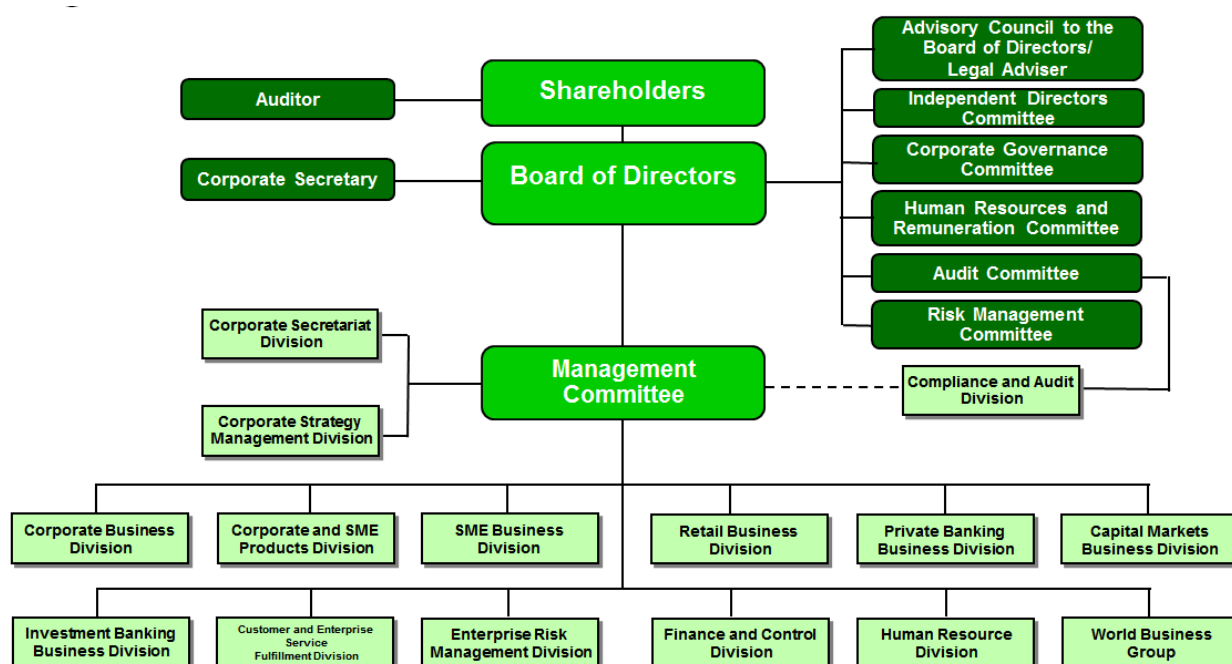 Advisory Council to the
Board of Directors/
Legal Adviser
Shareholders
Auditor
Independent Directors
Committee
Corporate Governance
Committee
Board of Directors
Corporate Secretary
Human Resources and
Remuneration Committee
Audit Committee
Risk Management
Committee
Corporate Secretariat
Division
Management
Committee
Compliance and Audit
Division
Corporate Strategy
Management Division
Corporate Business
Division
Corporate and SME
Products Division
SME Business
Division
Retail Business
Division
Private Banking
Business Division
Capital Markets
Business Division
Investment Banking
Business Division
Customer and Enterprise
Service
Fulfillment Division
Enterprise Risk
Management Division
Finance and Control
Division
Human Resource
Division
World Business
Group